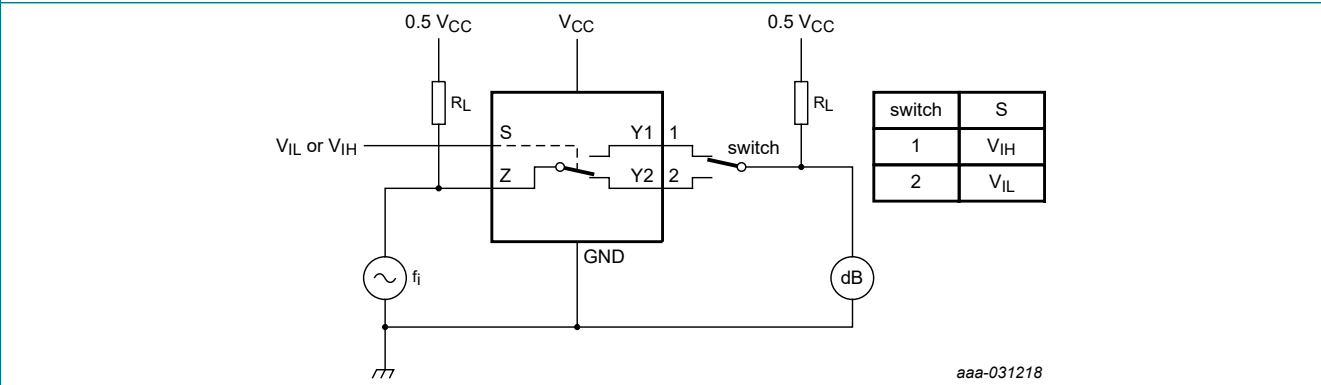 0.5 VCC
VCC
0.5 VCC
RL
RL
switch S
1 VIH
2 VIL
S
Y1 1
switch
VIL or VIH
Z
Y2 2
GND
fi
dB
aaa-031218